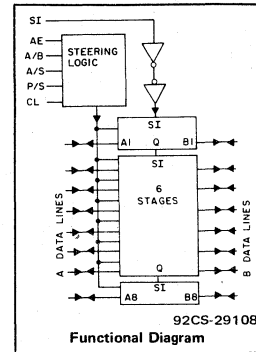 SI
AE
A/B
A/S
P/S
CL
STEERING
LOGIC
SI
A1 Q B1
SI
6
STAGES
Q
SI
A8 B8
A DATA LINES
B DATA LINES
92CS-29108
Functional Diagram